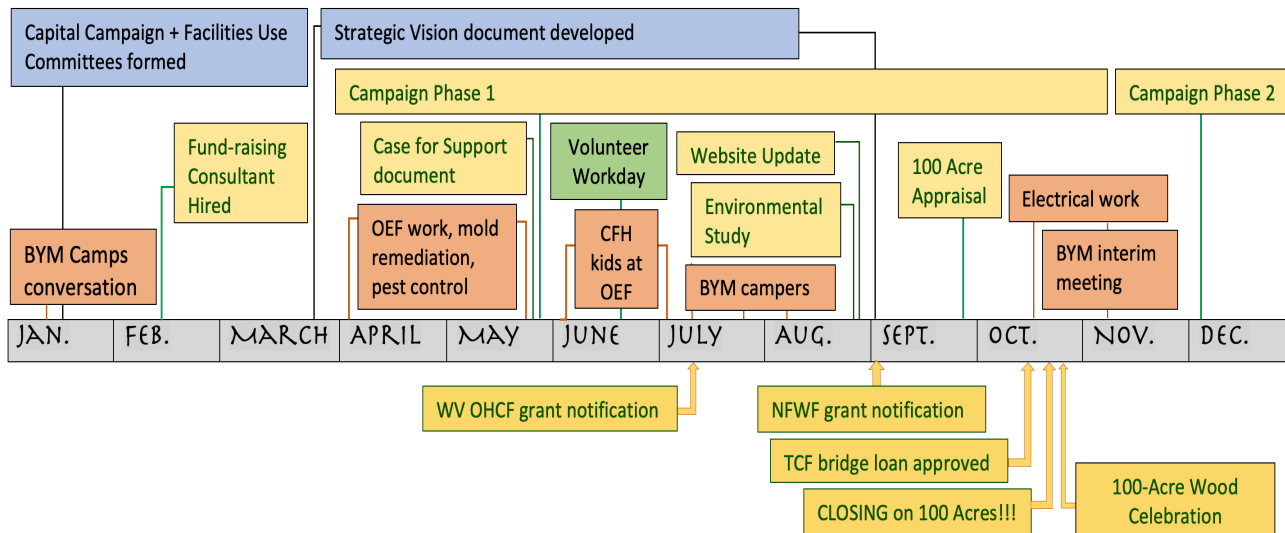 Capital Campaign + Facilities Use
Committees formed
Strategic Vision document developed
Campaign Phase 1
Campaign Phase 2
Fund-raising
Consultant
Hired
Case for Support
document
Volunteer
Workday
Website Update
100 Acre
Appraisal
Environmental
Study
Electrical work
BYM Camps
conversation
OEF work, mold
remediation,
pest control
CFH
kids at
OEF
BYM campers
BYM interim
meeting
JAN.
FEB.
MARCH
APRIL
MAY
JUNE
JULY
AUG.
SEPT.
OCT.
NOV.
DEC.
WV OHCF grant notification
NFWF grant notification
TCF bridge loan approved
CLOSING on 100 Acres!!!
100-Acre Wood
Celebration